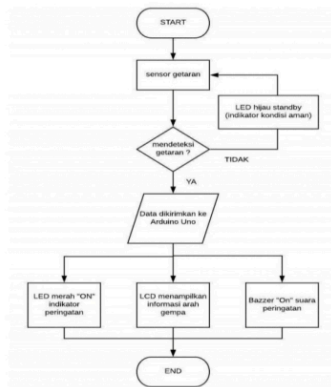 START
sensor getaran
LED hijau standby
(indikator kondisi aman)
mendeteksi
getaran ?
TIDAK
YA
Data dikirimkan ke
Arduino Uno
LED merah "ON"
indikator
peringatan
LCD menampilkan
informasi arah
gempa
Bazzer "On" suara
peringatan
END